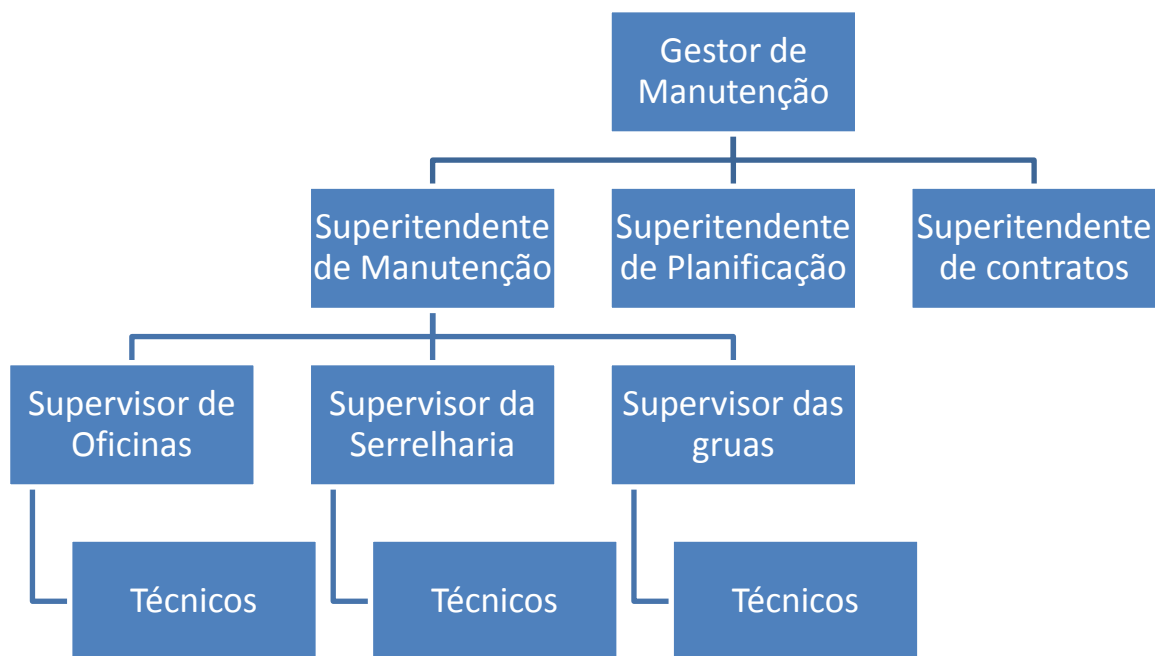 Gestor de
Manutenção
Superitendente
de Manutenção
Superitendente
de Planificação
Superitendente
de contratos
Supervisor de
Oficinas
Supervisor da
Serrelharia
Supervisor das
gruas
Técnicos
Técnicos
Técnicos